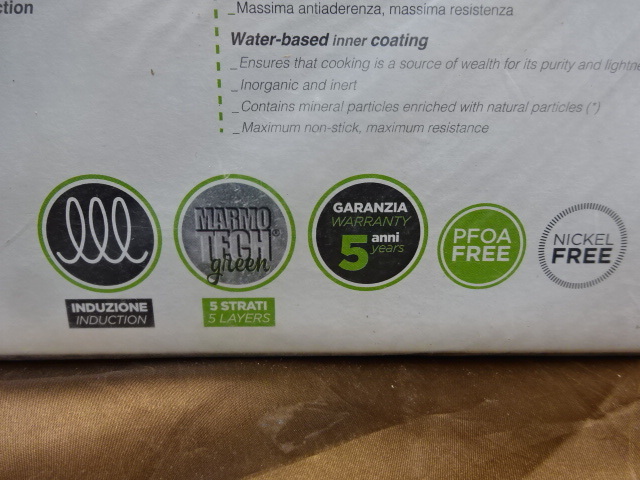 ction
_Massima antiaderenza, massima resistenza
Water-based inner coating
_Ensures that cooking is a source of wealth for its purity and lightne
_Inorganic and inert
_Contains mineral particles enriched with natural particles (*)
_Maximum non-stick, maximum resistance
INDUZIONE
INDUCTION
MARMO
TECH®
green
5 STRATI
5 LAYERS
GARANZIA
WARRANTY
5 anni
years
PFOA
FREE
NICKEL
FREE